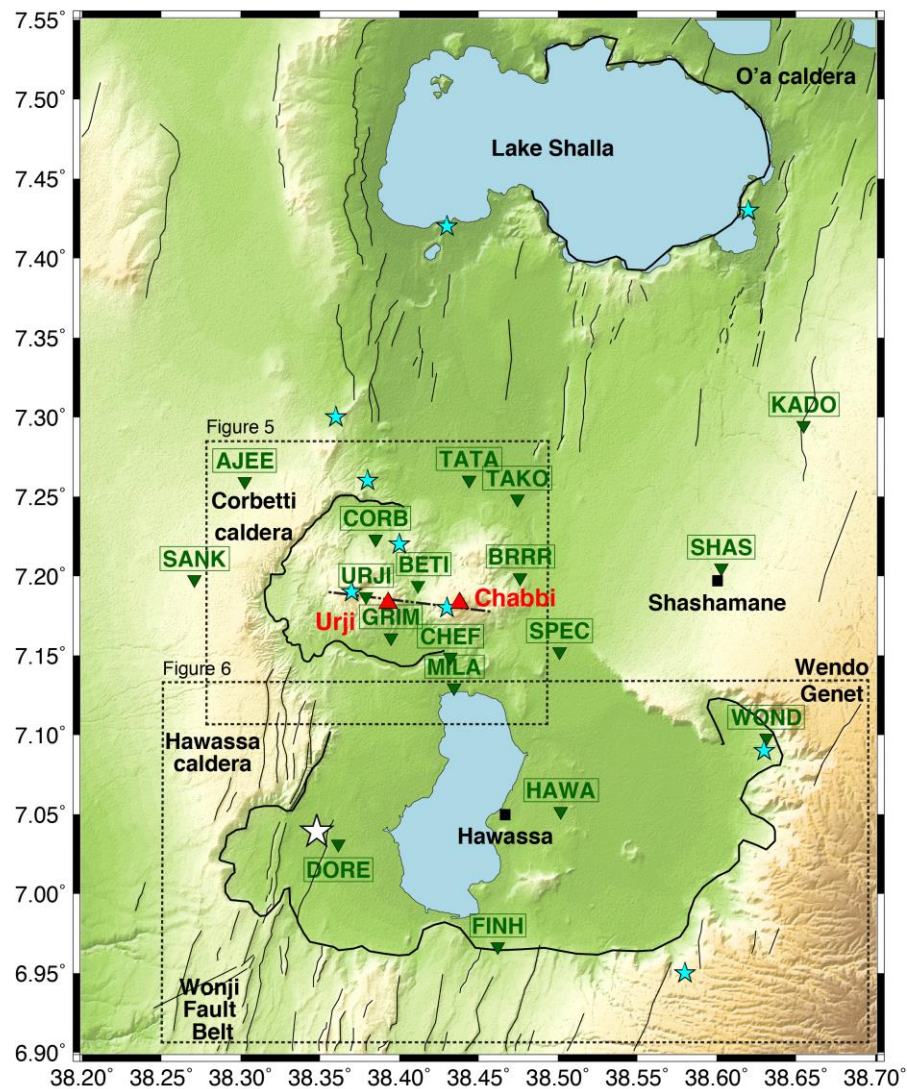 7.55°
7.50°
7.45°
7.40°
7.35°
7.30°
7.25°
7.20°
7.15°
7.10°
7.05°
7.00°
6.95°
6.90°
O'a caldera
Lake Shalla
KADO
Figure 5
AJEE
TATA
TAKO
Corbetti
caldera
CORB
SANK
URJI
BETI
BRRR
SHAS
Shashamane
Urji
Chabbi
GRIM
CHEF
SPEC
MILA
Figure 6
Wendo
Genet
WOND
Hawassa
caldera
HAWA
Hawassa
DORE
FINH
Wonji
Fault
Belt
38.20
38.25
38.30
38.35
38.40
38.45
38.50
38.55
38.60
38.65
38.70°